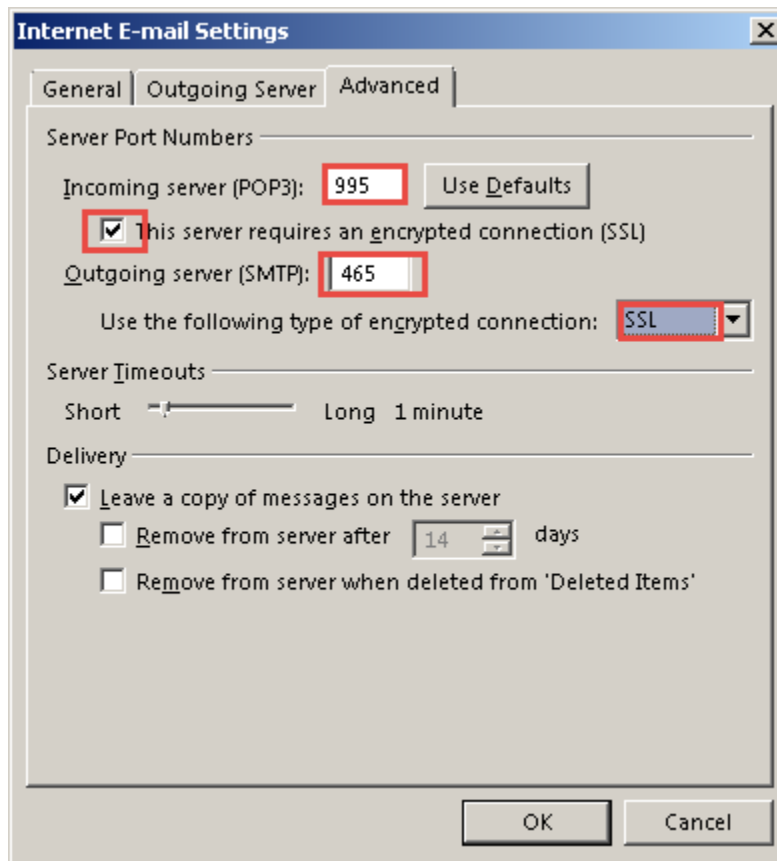 Internet E-mail Settings
General Outgoing Server Advanced
Server Port Numbers
Incoming server (POP3): 995 Use Defaults
This server requires an encrypted connection (SSL)
Outgoing server (SMTP): 465
Use the following type of encrypted connection: SSL
Server Timeouts
Short Long 1 minute
Delivery
Leave a copy of messages on the server
Remove from server after 14 days
Remove from server when deleted from 'Deleted Items'
OK Cancel